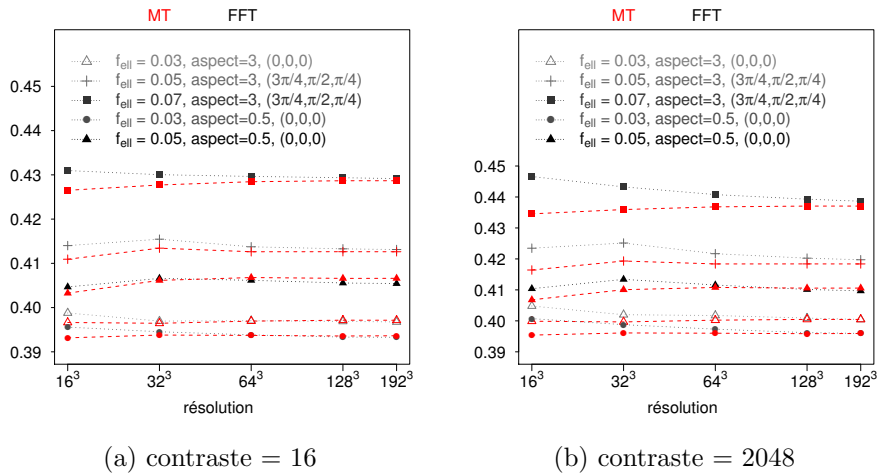 MT FFT
f_ell = 0.03, aspect=3, (0,0,0)
f_ell = 0.05, aspect=3, (3π/4,π/2,π/4)
f_ell = 0.07, aspect=3, (3π/4,π/2,π/4)
f_ell = 0.03, aspect=0.5, (0,0,0)
f_ell = 0.05, aspect=0.5, (0,0,0)
0.45
0.44
0.43
0.42
0.41
0.40
0.39
16³ 32³ 64³ 128³ 192³
résolution
(a) contraste = 16
MT FFT
f_ell = 0.03, aspect=3, (0,0,0)
f_ell = 0.05, aspect=3, (3π/4,π/2,π/4)
f_ell = 0.07, aspect=3, (3π/4,π/2,π/4)
f_ell = 0.03, aspect=0.5, (0,0,0)
f_ell = 0.05, aspect=0.5, (0,0,0)
0.45
0.44
0.43
0.42
0.41
0.40
0.39
16³ 32³ 64³ 128³ 192³
résolution
(b) contraste = 2048